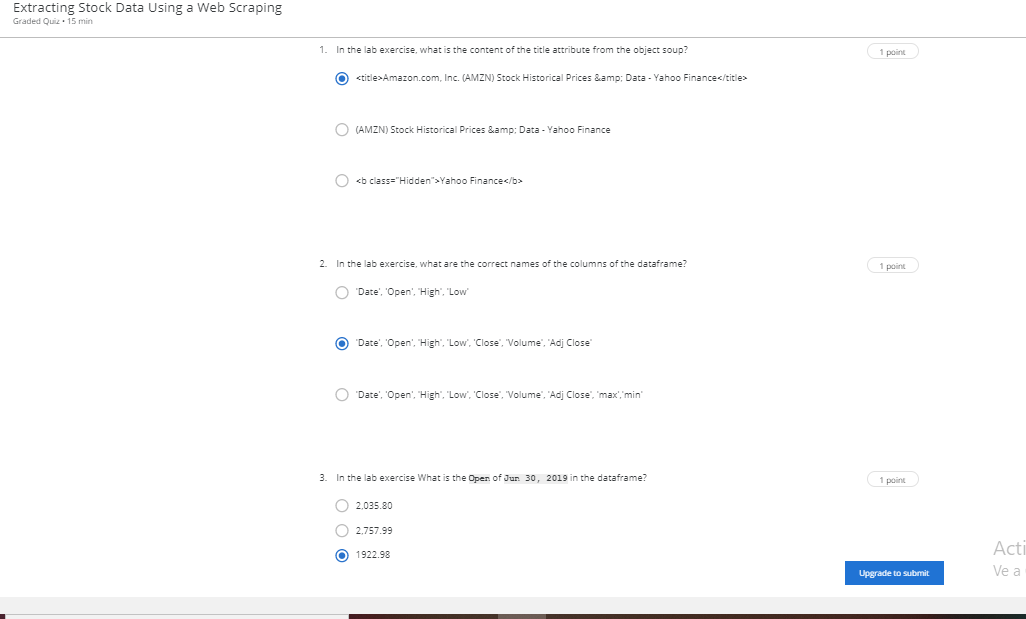 Extracting Stock Data Using a Web Scraping
Graded Quiz • 15 min
1. In the lab exercise, what is the content of the title attribute from the object soup?
1 point
<title>Amazon.com, Inc. (AMZN) Stock Historical Prices &amp; Data - Yahoo Finance</title>
(AMZN) Stock Historical Prices &amp; Data - Yahoo Finance
<b class="Hidden">Yahoo Finance</b>
2. In the lab exercise, what are the correct names of the columns of the dataframe?
1 point
'Date', 'Open', 'High', 'Low'
'Date', 'Open', 'High', 'Low', 'Close', 'Volume', 'Adj Close'
'Date', 'Open', 'High', 'Low', 'Close', 'Volume', 'Adj Close', 'max','min'
3. In the lab exercise What is the Open of Jun 30, 2019 in the dataframe?
1 point
2,035.80
2,757.99
1922.98
Upgrade to submit
Acti
Ve a